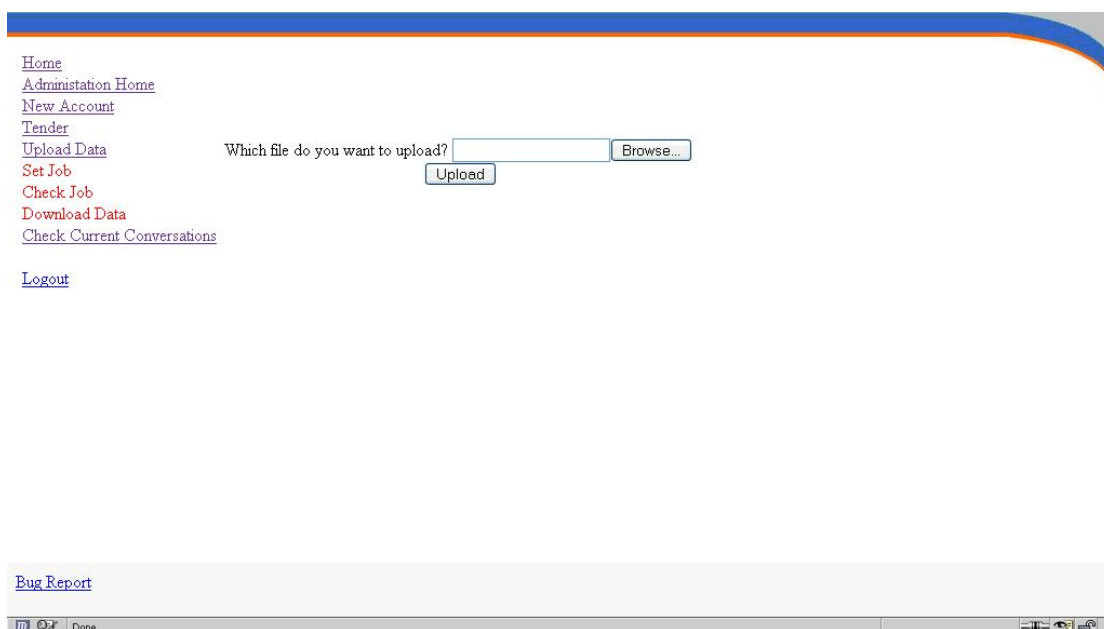 Home
Administation Home
New Account
Tender
Upload Data
Which file do you want to upload? Browse...
Upload
Set Job
Check Job
Download Data
Check Current Conversations
Logout
Bug Report
Done